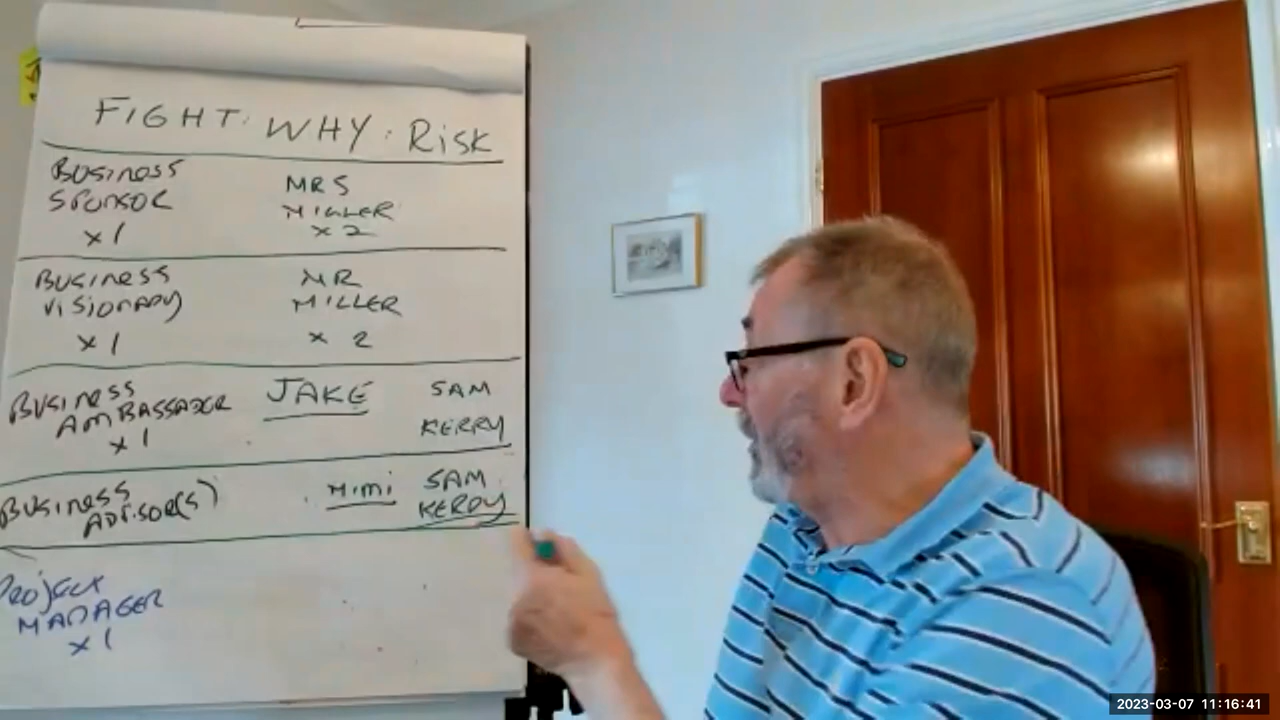 FIGHT: WHY: Risk
BUSINESS
SPONSOR
x 1
MRS
MILLER
x 2
BUSINESS
VISIONARY
x 1
MR
MILLER
x 2
BUSINESS
AMBASSADOR
x 1
JAKE
SAM
KERRY
BUSINESS
ADVISOR(S)
MIMI
SAM
KERRY
PROJECT
MANAGER
x 1
2023-03-07 11:16:41